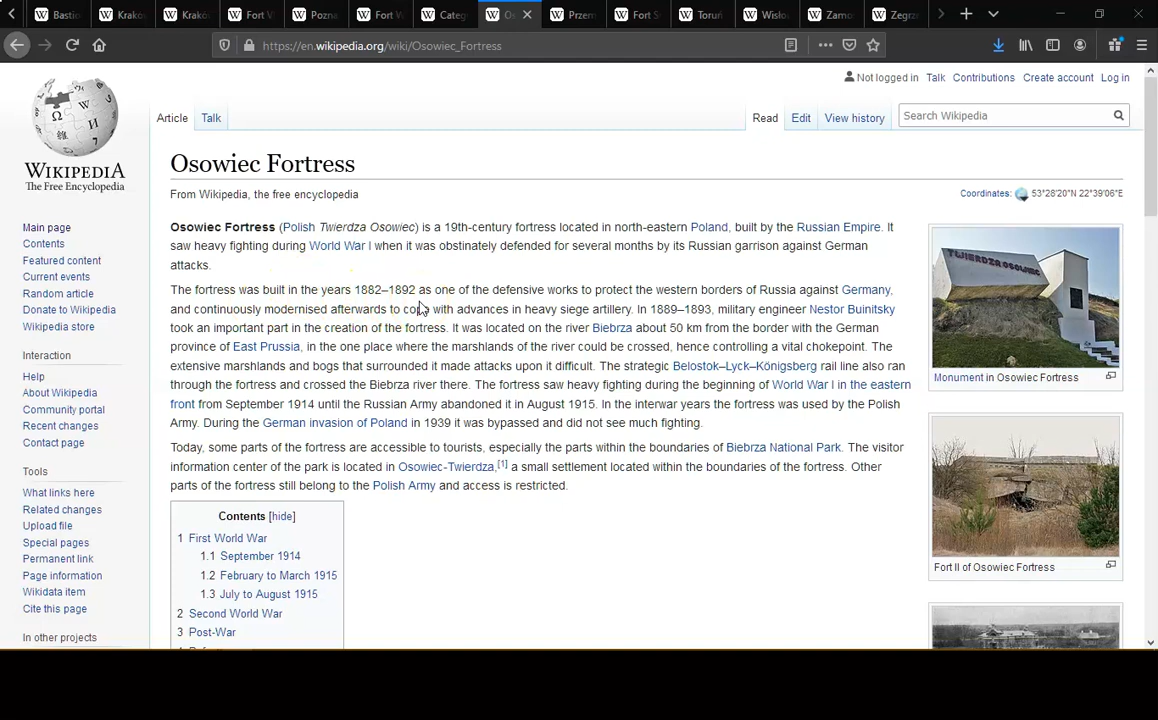 Bastio
Krako
Krakó
Fort V
Pozna
Fort W
Categ
Os
Przem
Fort S
Toruń
Wisło
Zamo
Zegrz
https://en.wikipedia.org/wiki/Osowiec_Fortress
Not logged in Talk Contributions Create account Log in
Article Talk Read Edit View history Search Wikipedia
WIKIPEDIA
The Free Encyclopedia
Main page
Contents
Featured content
Current events
Random article
Donate to Wikipedia
Wikipedia store
Interaction
Help
About Wikipedia
Community portal
Recent changes
Contact page
Tools
What links here
Related changes
Upload file
Special pages
Permanent link
Page information
Wikidata item
Cite this page
In other projects
Osowiec Fortress
From Wikipedia, the free encyclopedia
Coordinates: 53°28′20″N 22°39′06″E
Osowiec Fortress (Polish Twierdza Osowiec) is a 19th-century fortress located in north-eastern Poland, built by the Russian Empire. It
saw heavy fighting during World War I when it was obstinately defended for several months by its Russian garrison against German
attacks.
The fortress was built in the years 1882–1892 as one of the defensive works to protect the western borders of Russia against Germany,
and continuously modernised afterwards to cope with advances in heavy siege artillery. In 1889–1893, military engineer Nestor Buinitsky
took an important part in the creation of the fortress. It was located on the river Biebrza about 50 km from the border with the German
province of East Prussia, in the one place where the marshlands of the river could be crossed, hence controlling a vital chokepoint. The
extensive marshlands and bogs that surrounded it made attacks upon it difficult. The strategic Belostok–Lyck–Königsberg rail line also ran
through the fortress and crossed the Biebrza river there. The fortress saw heavy fighting during the beginning of World War I in the eastern
front from September 1914 until the Russian Army abandoned it in August 1915. In the interwar years the fortress was used by the Polish
Army. During the German invasion of Poland in 1939 it was bypassed and did not see much fighting.
Today, some parts of the fortress are accessible to tourists, especially the parts within the boundaries of Biebrza National Park. The visitor
information center of the park is located in Osowiec-Twierdza,[1] a small settlement located within the boundaries of the fortress. Other
parts of the fortress still belong to the Polish Army and access is restricted.
Contents [hide]
1 First World War
1.1 September 1914
1.2 February to March 1915
1.3 July to August 1915
2 Second World War
3 Post-War
TWIERDZA OSOWIEC
Monument in Osowiec Fortress
Fort II of Osowiec Fortress